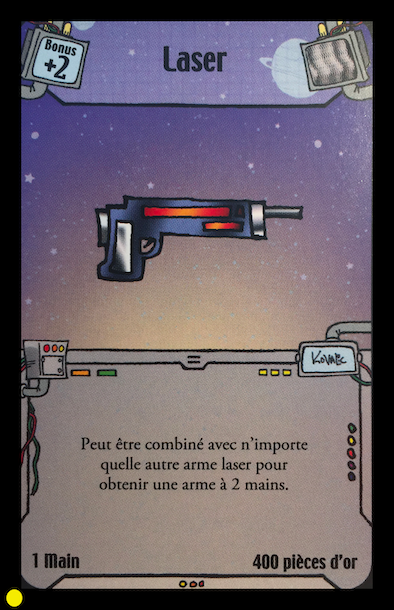 Bonus
+2
Laser
KOVALIC
Peut être combiné avec n'importe
quelle autre arme laser pour
obtenir une arme à 2 mains.
1 Main
400 pièces d'or